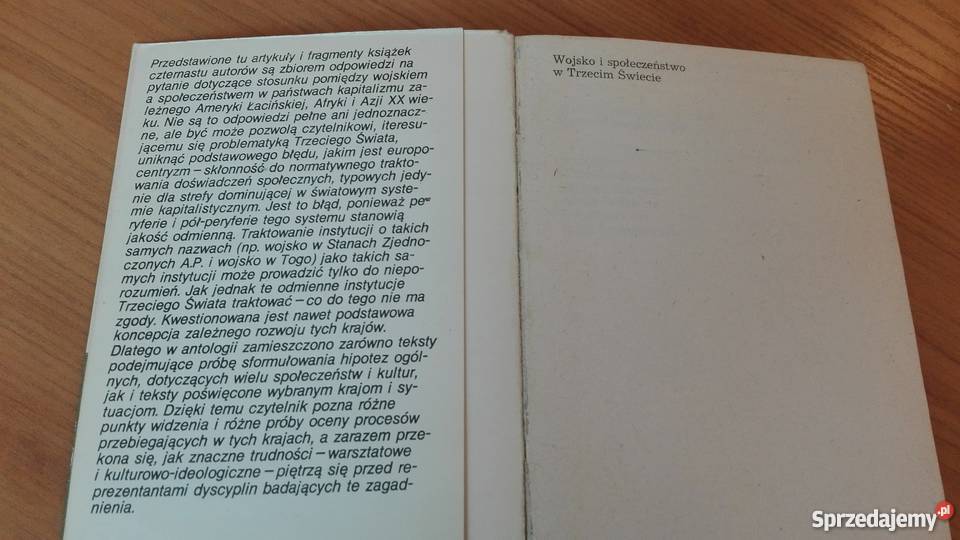 Przedstawione tu artykuły i fragmenty książek
czternastu autorów są zbiorem odpowiedzi na
pytanie dotyczące stosunku pomiędzy wojskiem
a społeczeństwem w państwach kapitalizmu za-
leżnego Ameryki Łacińskiej, Afryki i Azji XX wie-
ku. Nie są to odpowiedzi pełne ani jednoznacz-
ne, ale być może pozwolą czytelnikowi, iteresu-
jącemu się problematyką Trzeciego Świata,
uniknąć podstawowego błędu, jakim jest europo-
centryzm – skłonność do normatywnego trakto-
wania doświadczeń społecznych, typowych jedy-
nie dla strefy dominującej w światowym syste-
mie kapitalistycznym. Jest to błąd, ponieważ pe-
ryferie i pół-peryferie tego systemu stanowią
jakość odmienną. Traktowanie instytucji o takich
samych nazwach (np. wojsko w Stanach Zjedno-
czonych A.P. i wojsko w Togo) jako takich sa-
mych instytucji może prowadzić tylko do niepo-
rozumień. Jak jednak te odmienne instytucje
Trzeciego Świata traktować – co do tego nie ma
zgody. Kwestionowana jest nawet podstawowa
koncepcja zależnego rozwoju tych krajów.
Dlatego w antologii zamieszczono zarówno teksty
podejmujące próbę sformułowania hipotez ogól-
nych, dotyczących wielu społeczeństw i kultur,
jak i teksty poświęcone wybranym krajom i sy-
tuacjom. Dzięki temu czytelnik pozna różne
punkty widzenia i różne próby oceny procesów
przebiegających w tych krajach, a zarazem prze-
kona się, jak znaczne trudności – warsztatowe
i kulturowo-ideologiczne – piętrzą się przed re-
prezentantami dyscyplin badających te zagad-
nienia.
Wojsko i społeczeństwo
w Trzecim Świecie
Sprzedajemy.pl